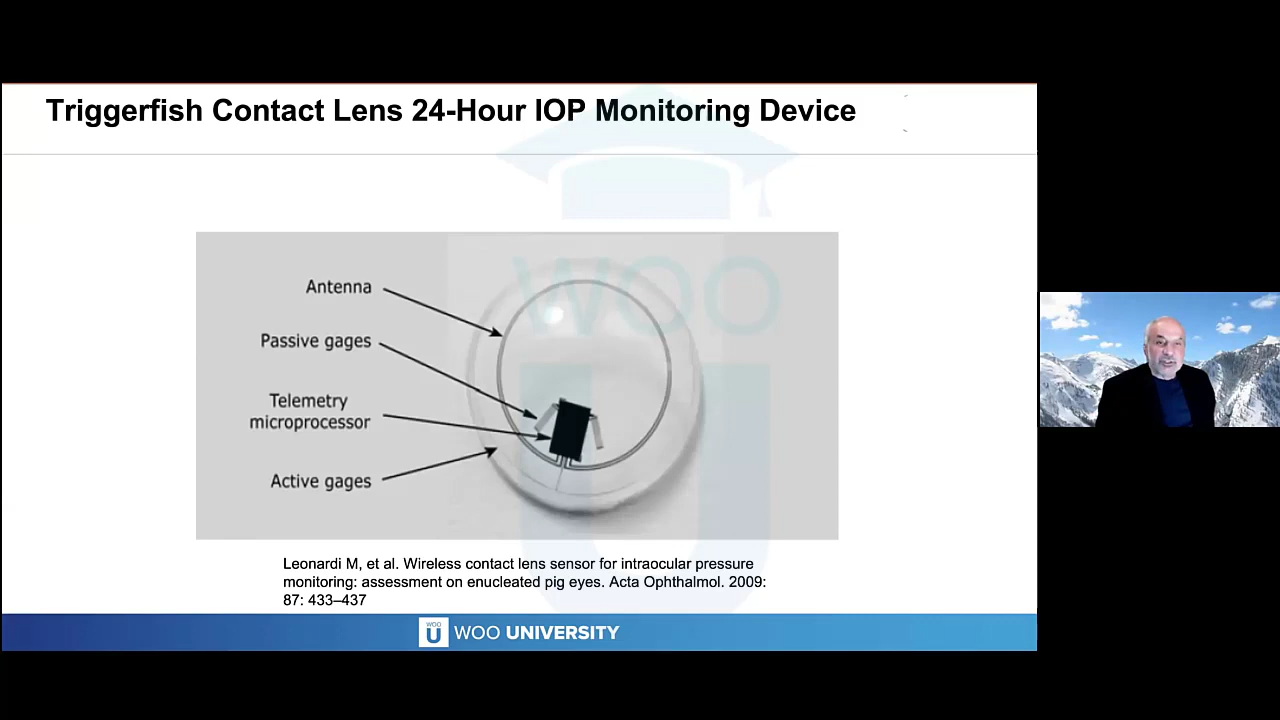 Triggerfish Contact Lens 24-Hour IOP Monitoring Device
WOO
U
Antenna
Passive gages
Telemetry
microprocessor
Active gages
Leonardi M, et al. Wireless contact lens sensor for intraocular pressure
monitoring: assessment on enucleated pig eyes. Acta Ophthalmol. 2009:
87: 433–437
WOO
U
WOO UNIVERSITY